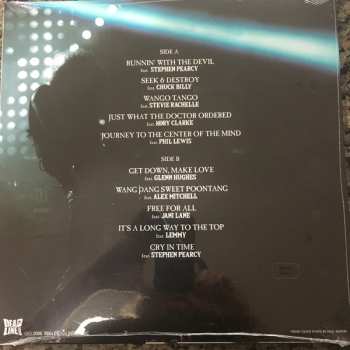 SIDE A
RUNNIN' WITH THE DEVIL
feat. STEPHEN PEARCY
SEEK & DESTROY
feat. CHUCK BILLY
WANGO TANGO
feat. STEVIE RACHELLE
JUST WHAT THE DOCTOR ORDERED
feat. RORY CLARKE
JOURNEY TO THE CENTER OF THE MIND
feat. PHIL LEWIS
SIDE B
GET DOWN, MAKE LOVE
feat. GLENN HUGHES
WANG DANG SWEET POONTANG
feat. ALEX MITCHELL
FREE FOR ALL
feat. JANI LANE
IT'S A LONG WAY TO THE TOP
feat. LEMMY
CRY IN TIME
feat. STEPHEN PEARCY
DEAD
LINE